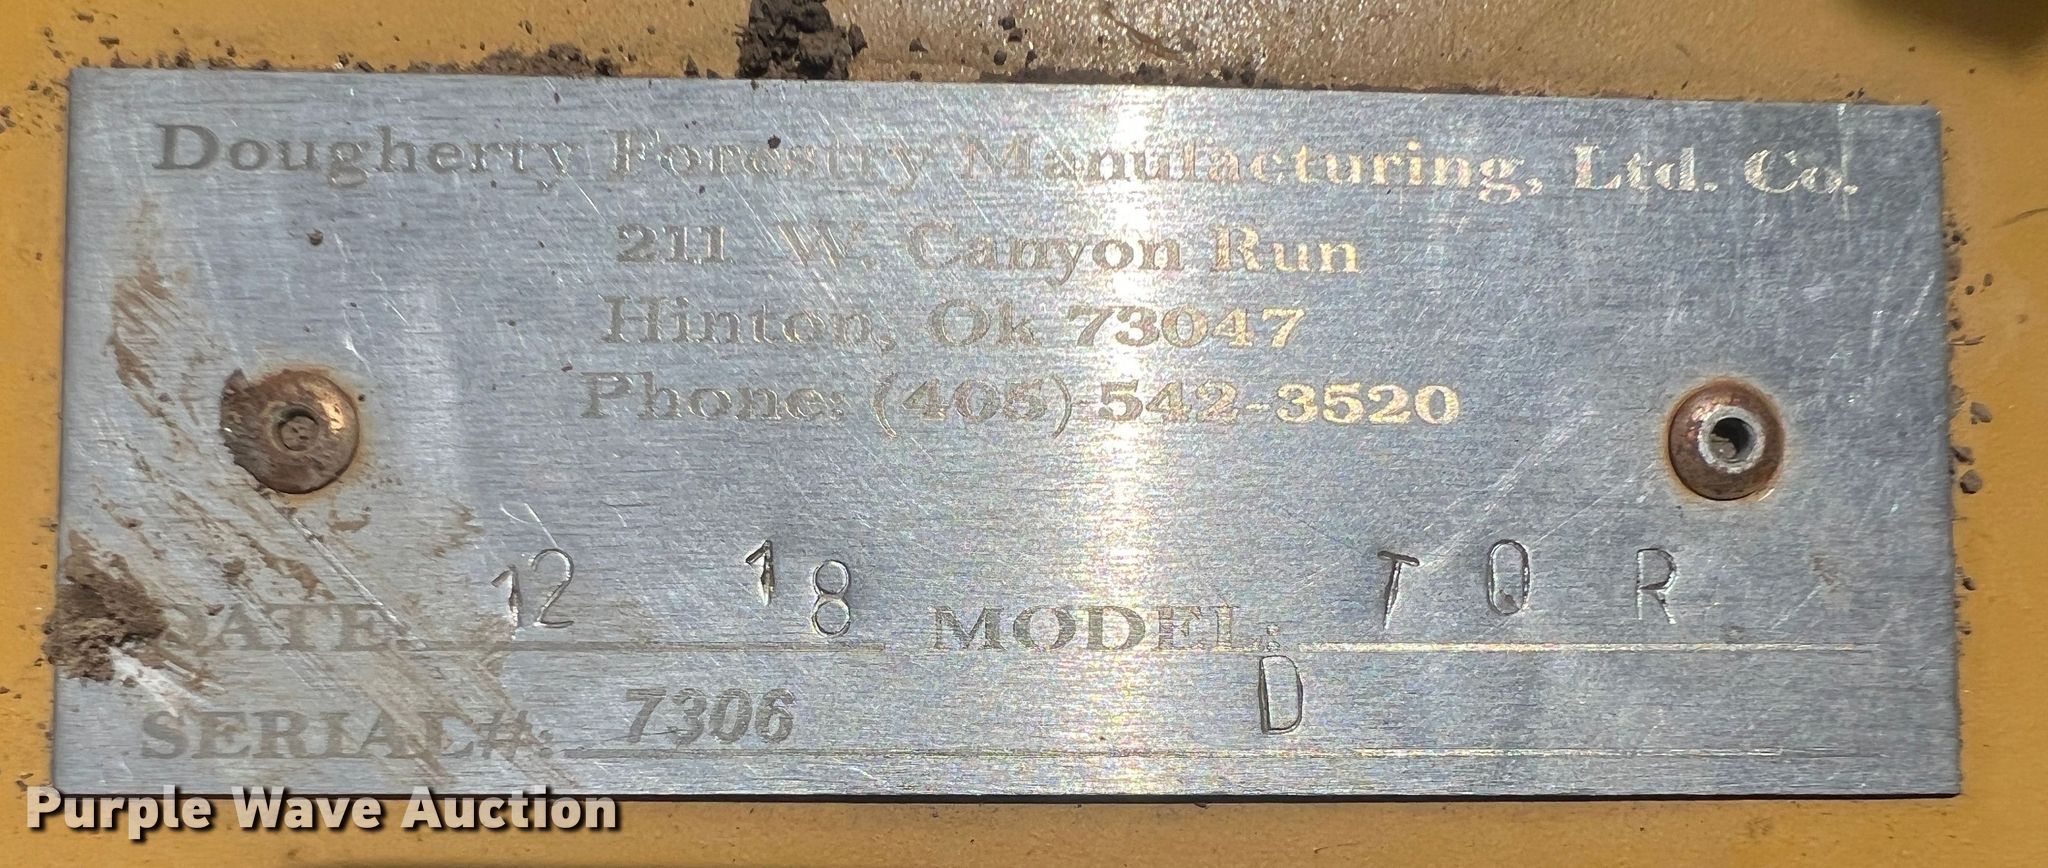 Dougherty Forestry Manufacturing, Ltd. Co.
211 W. Canyon Run
Hinton, Ok 73047
Phone: (405)-542-3520
DATE: 12 18 MODEL: T O R
SERIAL#: 7306 D
Purple Wave Auction